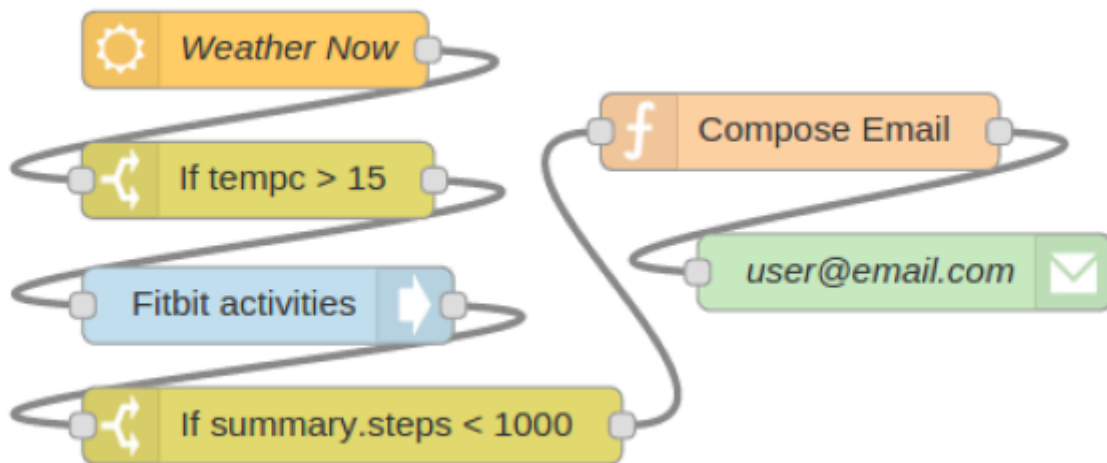 Weather Now
If tempc > 15
Fitbit activities
If summary.steps < 1000
Compose Email
user@email.com